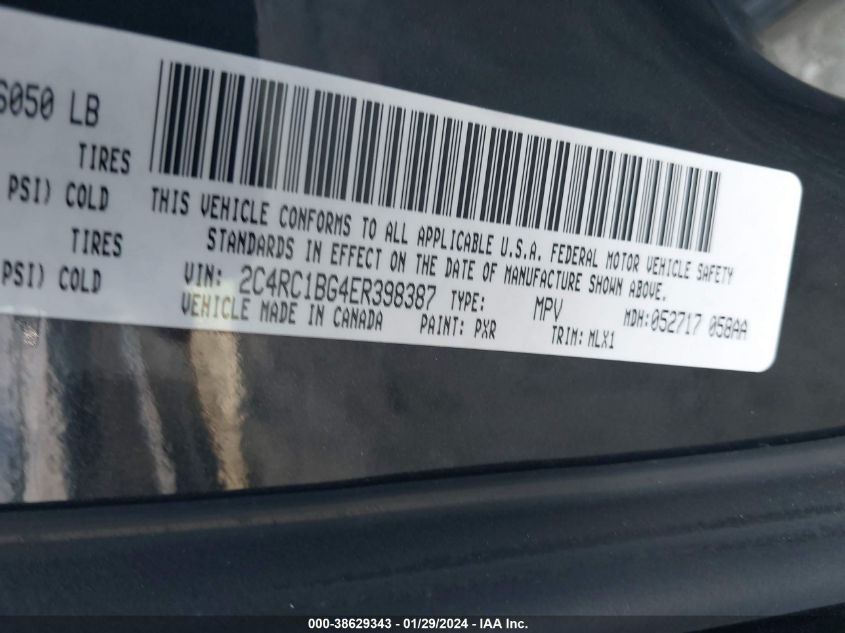 6050 LB
TIRES
PSI) COLD
TIRES
PSI) COLD
THIS VEHICLE CONFORMS TO ALL APPLICABLE U.S.A. FEDERAL MOTOR VEHICLE SAFETY
STANDARDS IN EFFECT ON THE DATE OF MANUFACTURE SHOWN ABOVE.
VIN: 2C4RC1BG4ER398387 TYPE: MPV MDH:052717 058AA
VEHICLE MADE IN CANADA PAINT: PXR TRIM: MLX1
000-38629343 - 01/29/2024 - IAA Inc.